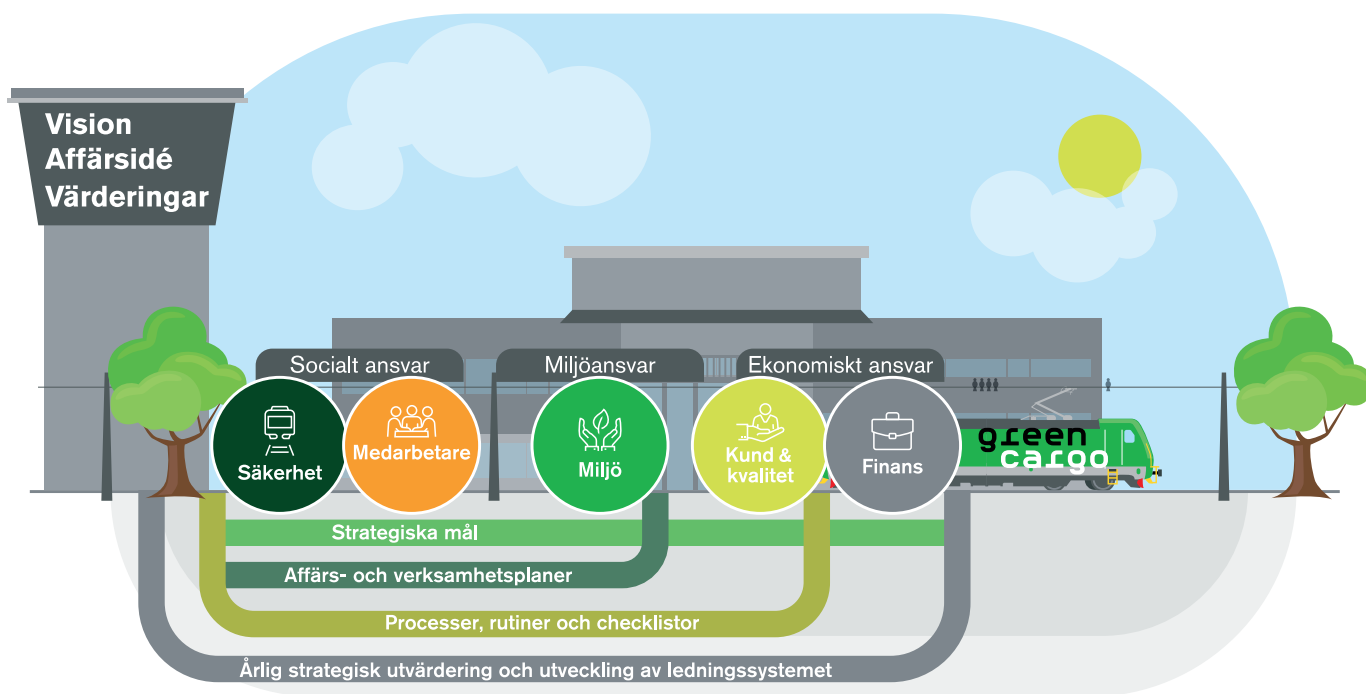 Vision
Affärsidé
Värderingar
Socialt ansvar
Miljöansvar
Ekonomiskt ansvar
Säkerhet
Medarbetare
Miljö
Kund &
kvalitet
Finans
green
cargo
Strategiska mål
Affärs- och verksamhetsplaner
Processer, rutiner och checklistor
Årlig strategisk utvärdering och utveckling av ledningssystemet